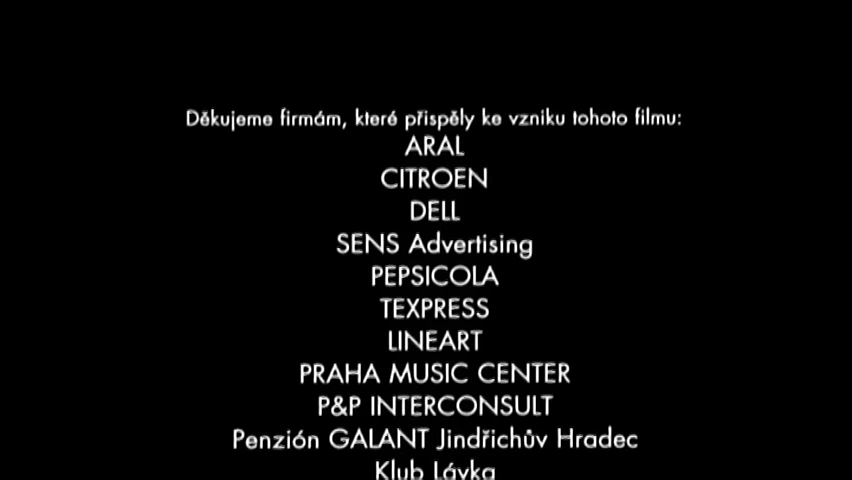 Děkujeme firmám, které přispěly ke vzniku tohoto filmu:
ARAL
CITROEN
DELL
SENS Advertising
PEPSICOLA
TEXPRESS
LINEART
PRAHA MUSIC CENTER
P&P INTERCONSULT
Penzión GALANT Jindřichův Hradec
Klub Lávka